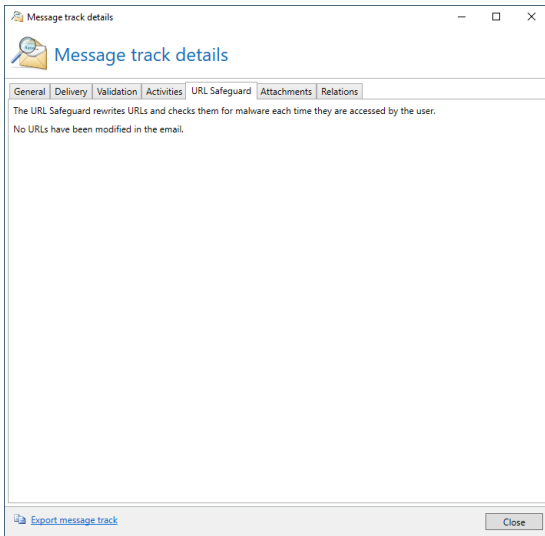 Message track details
Message track details
General Delivery Validation Activities URL Safeguard Attachments Relations
The URL Safeguard rewrites URLs and checks them for malware each time they are accessed by the user.
No URLs have been modified in the email.
Export message track
Close